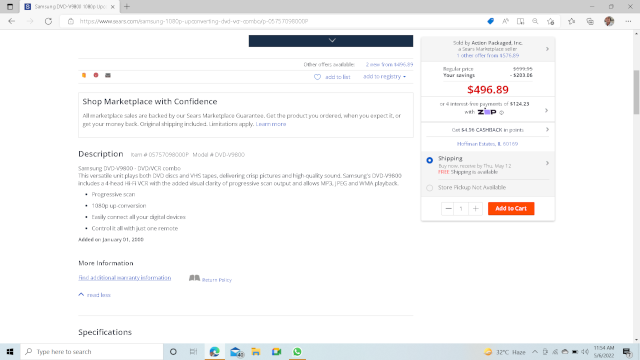 Samsung DVD-V9800 1080p Upco
https://www.sears.com/samsung-1080p-upconverting-dvd-vcr-combo/p-05757098000P
Other offers available: 2 new from $496.89
add to list
add to registry
Shop Marketplace with Confidence
All marketplace sales are backed by our Sears Marketplace Guarantee. Get the product you ordered, when you expect it, or
get your money back. Original shipping included. Limitations apply. Learn more
Description Item # 05757098000P Model # DVD-V9800
Samsung DVD-V9800 - DVD/VCR combo
This versatile unit plays both DVD discs and VHS tapes, delivering crisp pictures and high quality sound. Samsung's DVD-V9800
includes a 4-head Hi-Fi VCR with the added visual clarity of progressive scan output and allows MP3, JPEG and WMA playback.
• Progressive scan
• 1080p up conversion
• Easily connect all your digital devices
• Control it all with just one remote
Added on January 01, 2000
More Information
Find additional warranty information
Return Policy
read less
Specifications
Sold by Action Packaged, Inc.
a Sears Marketplace seller
1 other offer from $579.89
Regular price $699.95
Your savings - $203.06
$496.89
or 4 interest-free payments of $124.23
with ZIP
Get $4.96 CASHBACK in points
Hoffman Estates, IL 60169
Shipping
Buy now, receive by Thu, May 12
FREE Shipping is available
Store Pickup Not Available
1
Add to Cart
Type here to search
32°C Haze
11:54 AM
5/6/2022